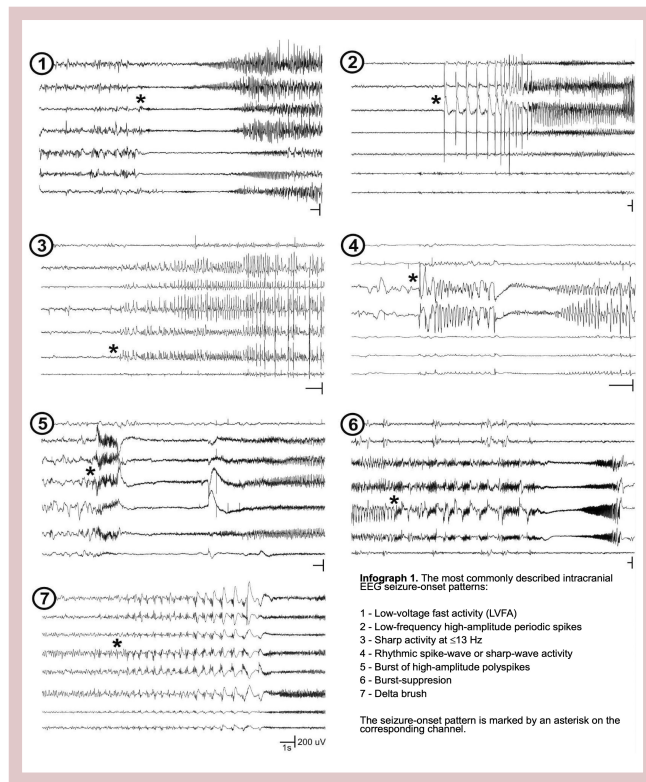 1
2
*
*
3
4
*
*
5
6
*
*
7
*
Infograph 1. The most commonly described intracranial
EEG seizure-onset patterns:
1 - Low-voltage fast activity (LVFA)
2 - Low-frequency high-amplitude periodic spikes
3 - Sharp activity at ≤13 Hz
4 - Rhythmic spike-wave or sharp-wave activity
5 - Burst of high-amplitude polyspikes
6 - Burst-suppresion
7 - Delta brush
The seizure-onset pattern is marked by an asterisk on the
corresponding channel.
200 uV
1s